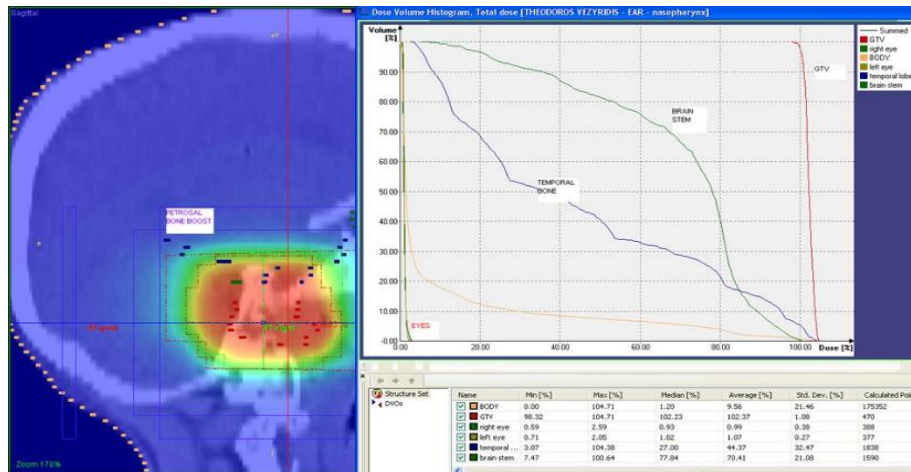 Sagittal
PETROSAL
BONE BOOST
Zoom 170%
Dose Volume Histogram, Total dose [THEODOROS VEZYRIDIS - EAR - nasopharynx]
Volume
[%]
90.00
80.00
70.00
60.00
50.00
40.00
30.00
20.00
10.00
-0.00
0.00 20.00 40.00 60.00 80.00 100.00 Dose [%]
GTV
BRAIN
STEM
TEMPORAL
BONE
EYES
Summed
GTV
right eye
BODY
left eye
temporal lobe
brain stem
Structure Set
DVOs
Name Min [%] Max [%] Median [%] Average [%] Std. Dev. [%] Calculated Poi
BODY 0.00 104.71 1.20 9.56 21.46 175352
GTV 98.32 104.71 102.23 102.37 1.08 470
right eye 0.59 2.59 0.93 0.99 0.38 388
left eye 0.71 2.05 1.02 1.07 0.27 377
temporal ... 3.07 104.38 27.00 44.37 32.47 1838
brain stem 7.47 100.64 77.84 70.41 21.08 1590